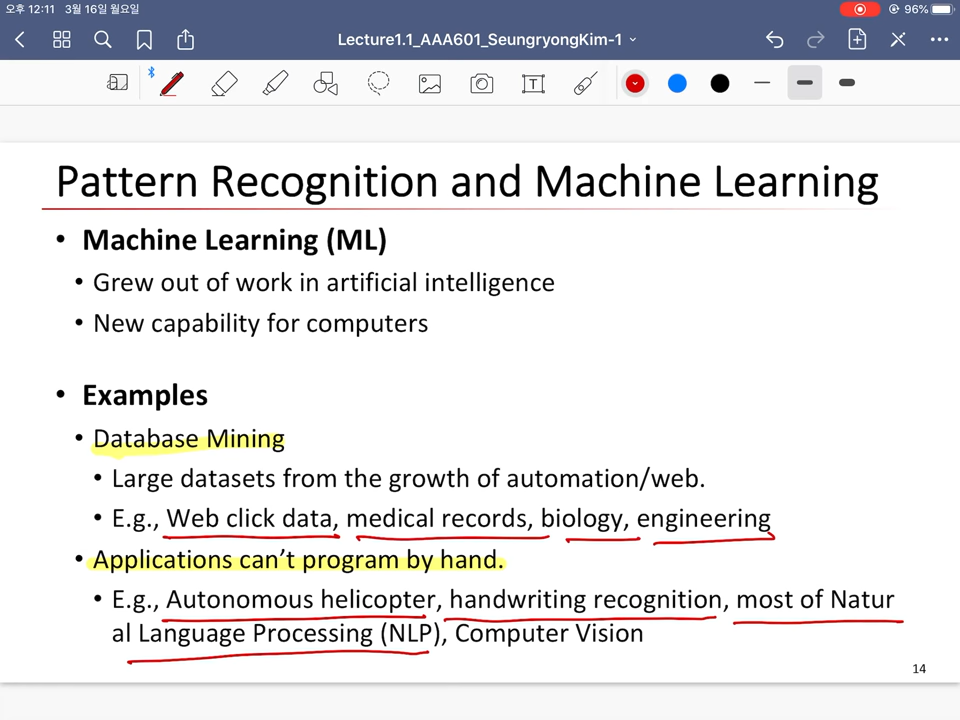 오후 12:11 3월 16일 월요일
96%
Lecture1.1_AAA601_SeungryongKim-1
T
Pattern Recognition and Machine Learning
• Machine Learning (ML)
• Grew out of work in artificial intelligence
• New capability for computers
• Examples
• Database Mining
• Large datasets from the growth of automation/web.
• E.g., Web click data, medical records, biology, engineering
• Applications can't program by hand.
• E.g., Autonomous helicopter, handwriting recognition, most of Natur
al Language Processing (NLP), Computer Vision
14